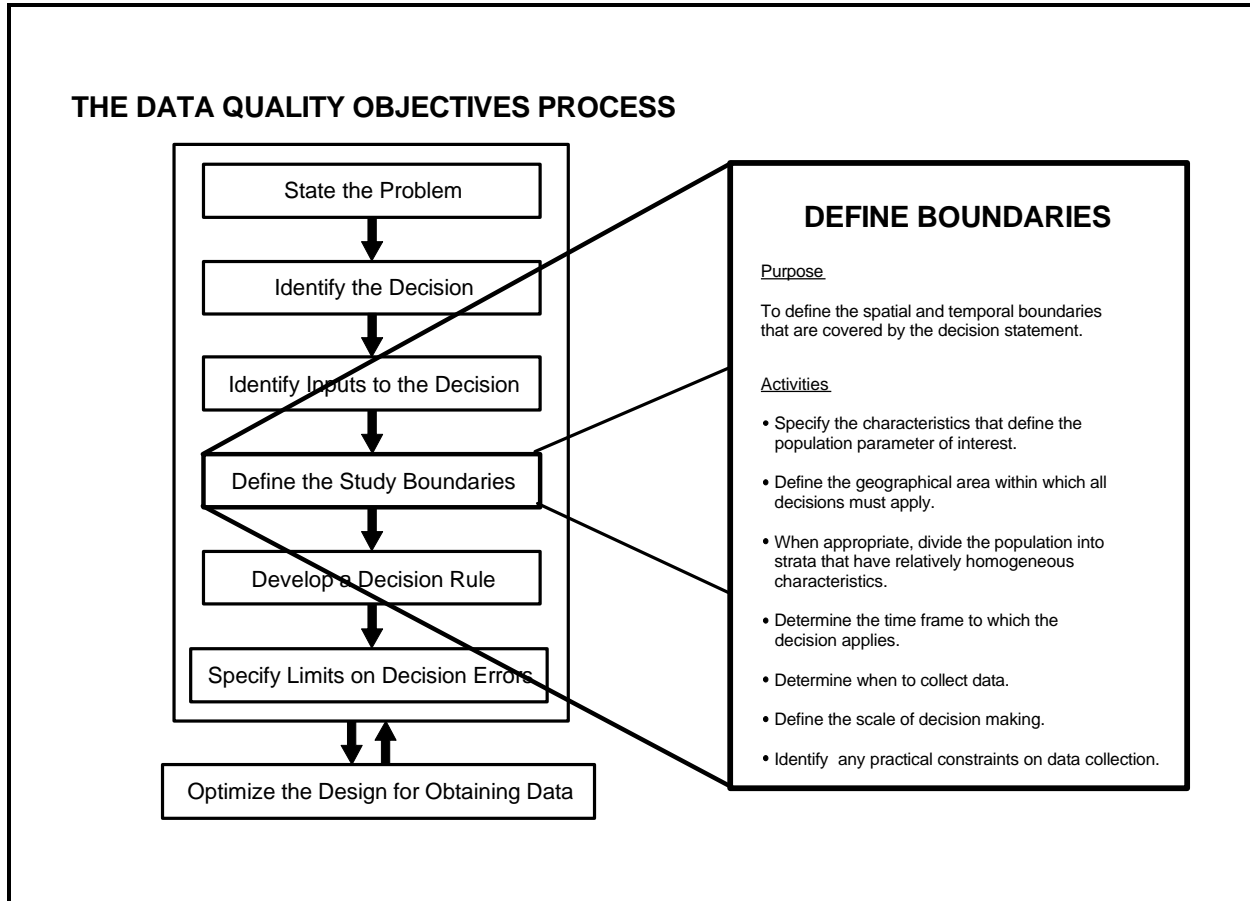 THE DATA QUALITY OBJECTIVES PROCESS
State the Problem
Identify the Decision
Identify Inputs to the Decision
Define the Study Boundaries
Develop a Decision Rule
Specify Limits on Decision Errors
Optimize the Design for Obtaining Data
DEFINE BOUNDARIES
Purpose
To define the spatial and temporal boundaries
that are covered by the decision statement.
Activities
• Specify the characteristics that define the
population parameter of interest.
• Define the geographical area within which all
decisions must apply.
• When appropriate, divide the population into
strata that have relatively homogeneous
characteristics.
• Determine the time frame to which the
decision applies.
• Determine when to collect data.
• Define the scale of decision making.
• Identify any practical constraints on data collection.